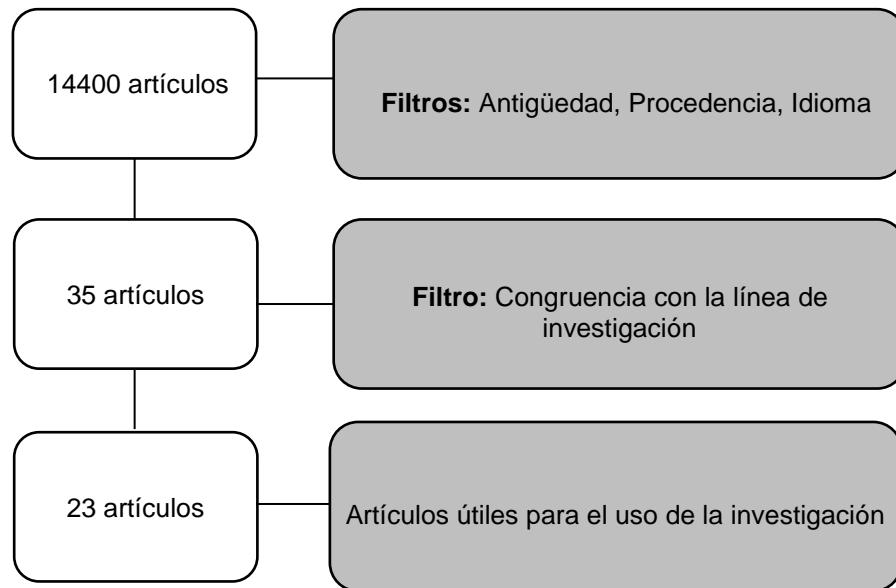 14400 artículos
Filtros: Antigüedad, Procedencia, Idioma
35 artículos
Filtro: Congruencia con la línea de
investigación
23 artículos
Artículos útiles para el uso de la investigación